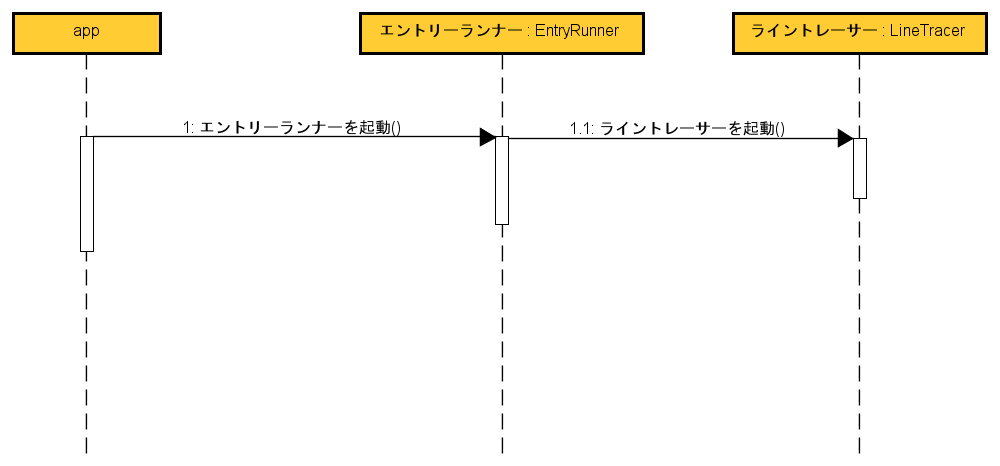 app
エントリーランナー : EntryRunner
ライントレーサー : LineTracer
1: エントリーランナーを起動()
1.1: ライントレーサーを起動()